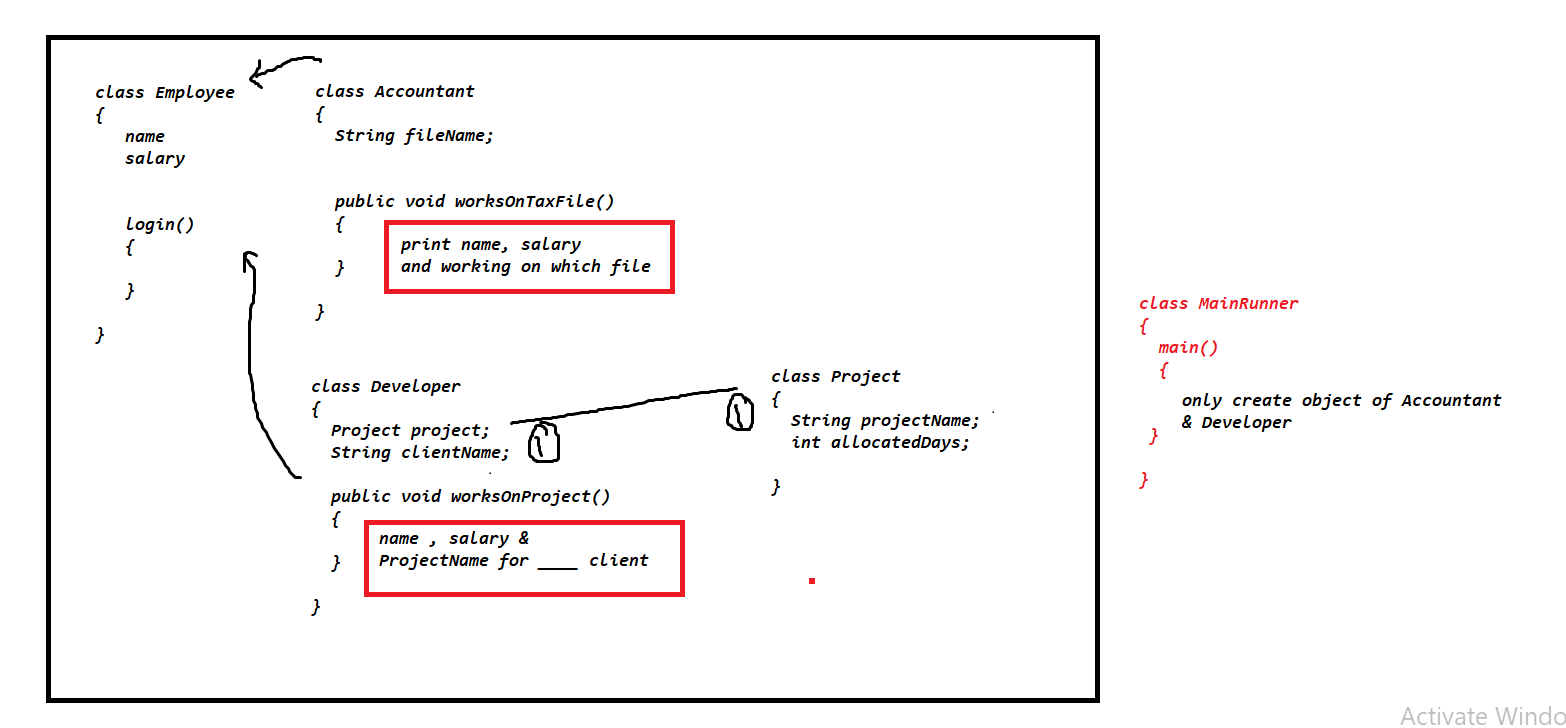 class Employee
{
name
salary
login()
{
}
}
class Accountant
{
String fileName;
public void worksOnTaxFile()
{
print name, salary
and working on which file
}
}
class Developer
{
Project project;
String clientName;
1
public void worksOnProject()
{
name , salary &
ProjectName for ____ client
}
}
class Project
{
1
String projectName;
int allocatedDays;
}
class MainRunner
{
main()
{
only create object of Accountant
& Developer
}
}
Activate Windo